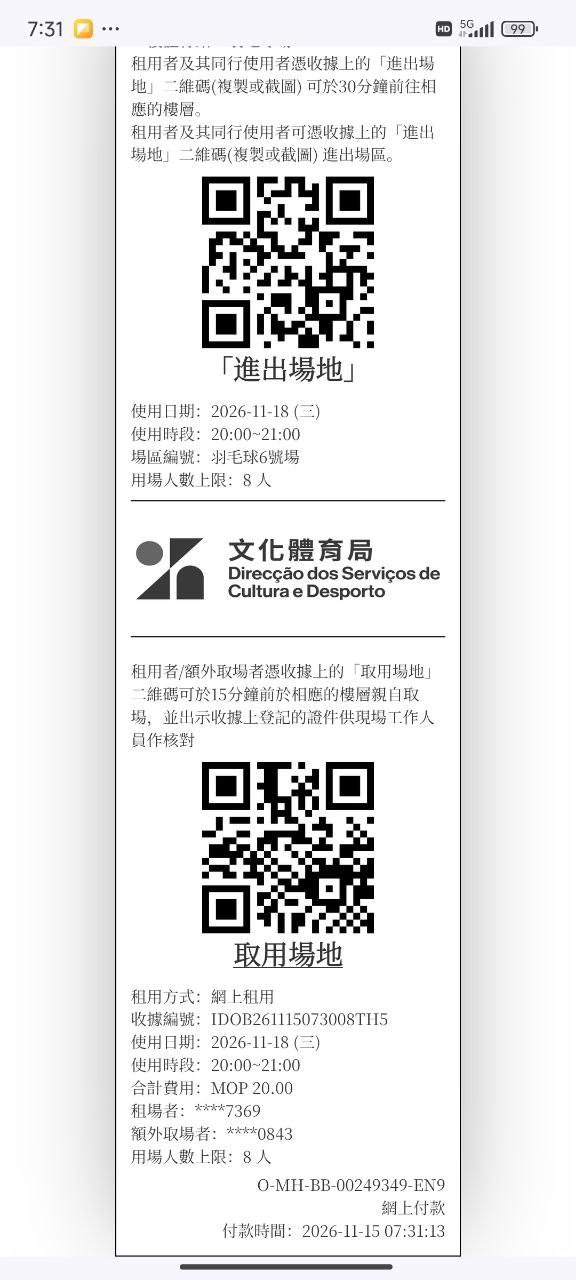 7:31
HD 5G 99
租用者及其同行使用者憑收據上的「進出場
地」二維碼(複製或截圖) 可於30分鐘前往相
應的樓層。
租用者及其同行使用者可憑收據上的「進出
場地」二維碼(複製或截圖) 進出場區。
「進出場地」
使用日期：2026-11-18 (三)
使用時段：20:00~21:00
場區編號：羽毛球6號場
用場人數上限：8 人
文化體育局
Direcção dos Serviços de
Cultura e Desporto
租用者/額外取場者憑收據上的「取用場地」
二維碼可於15分鐘前於相應的樓層親自取
場，並出示收據上登記的證件供現場工作人
員作核對
取用場地
租用方式：網上租用
收據編號：IDOB261115073008TH5
使用日期：2026-11-18 (三)
使用時段：20:00~21:00
合計費用：MOP 20.00
租場者：****7369
額外取場者：****0843
用場人數上限：8 人
O-MH-BB-00249349-EN9
網上付款
付款時間：2026-11-15 07:31:13